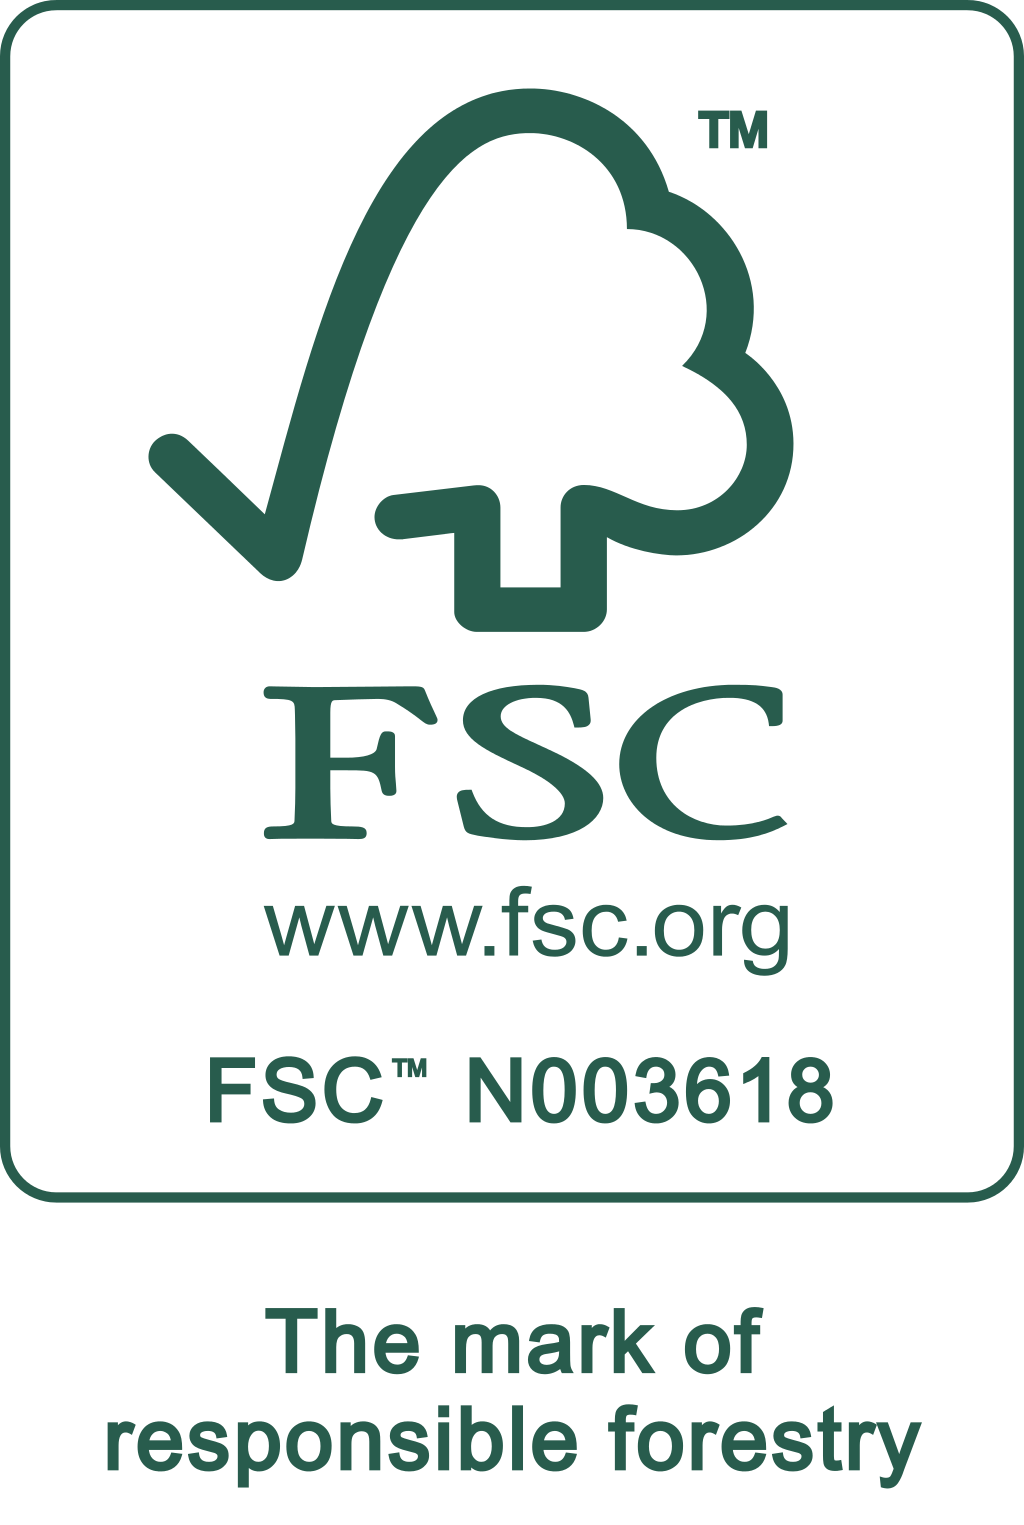 TM
FSC
www.fsc.org
FSC™ N003618
The mark of
responsible forestry